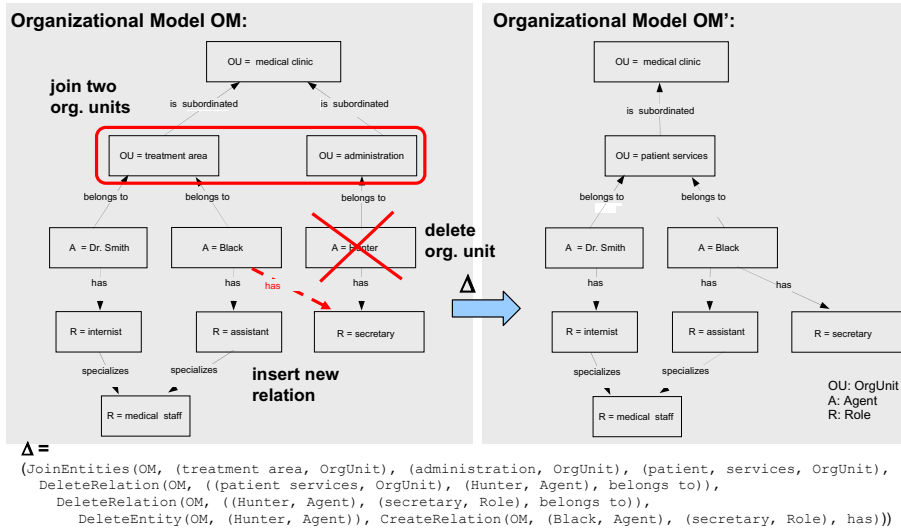 Organizational Model OM:
Organizational Model OM':
OU = medical clinic
join two
org. units
is subordinated
is subordinated
OU = treatment area
OU = administration
belongs to
belongs to
belongs to
A = Dr. Smith
A = Black
A = Hunter
delete
org. unit
has
has
has
has
R = internist
R = assistant
R = secretary
specializes
specializes
insert new
relation
R = medical staff
Δ
OU = medical clinic
is subordinated
OU = patient services
belongs to
belongs to
A = Dr. Smith
A = Black
has
has
has
R = internist
R = assistant
R = secretary
specializes
specializes
R = medical staff
OU: OrgUnit
A: Agent
R: Role
Δ =
(JoinEntities(OM, (treatment area, OrgUnit), (administration, OrgUnit), (patient, services, OrgUnit),
DeleteRelation(OM, ((patient services, OrgUnit), (Hunter, Agent), belongs to)),
DeleteRelation(OM, ((Hunter, Agent), (secretary, Role), belongs to)),
DeleteEntity(OM, (Hunter, Agent)), CreateRelation(OM, (Black, Agent), (secretary, Role), has)))